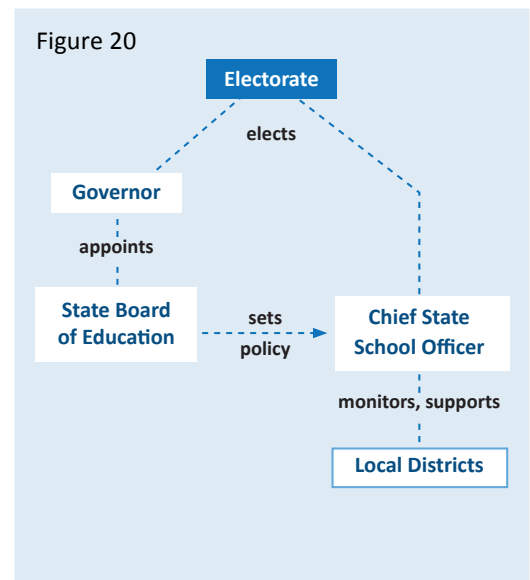 Figure 20
Electorate
elects
Governor
appoints
State Board
of Education
sets
policy
Chief State
School Officer
monitors, supports
Local Districts